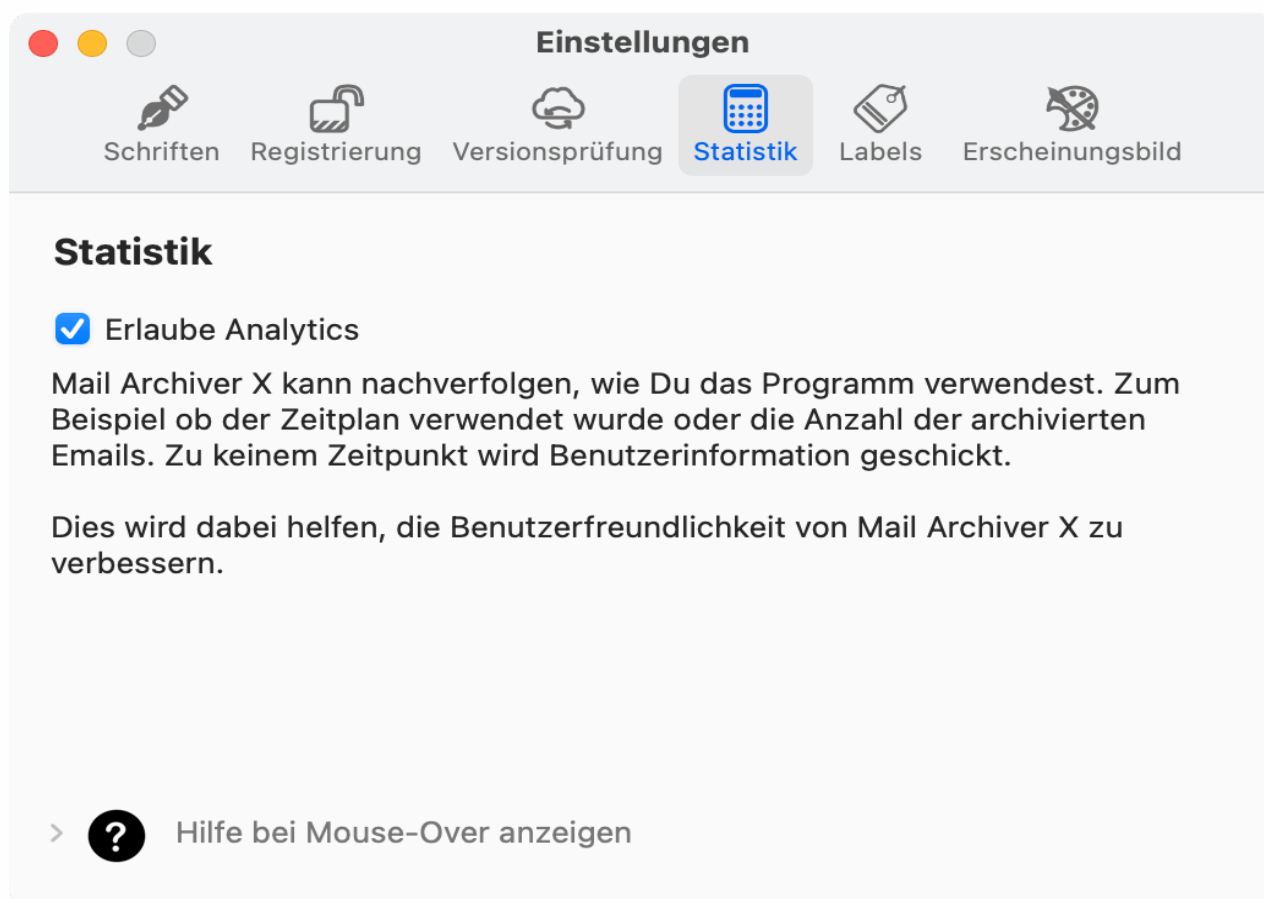 Einstellungen
Schriften Registrierung Versionsprüfung Statistik Labels Erscheinungsbild
Statistik
Erlaube Analytics
Mail Archiver X kann nachverfolgen, wie Du das Programm verwendest. Zum
Beispiel ob der Zeitplan verwendet wurde oder die Anzahl der archivierten
Emails. Zu keinem Zeitpunkt wird Benutzerinformation geschickt.
Dies wird dabei helfen, die Benutzerfreundlichkeit von Mail Archiver X zu
verbessern.
? Hilfe bei Mouse-Over anzeigen